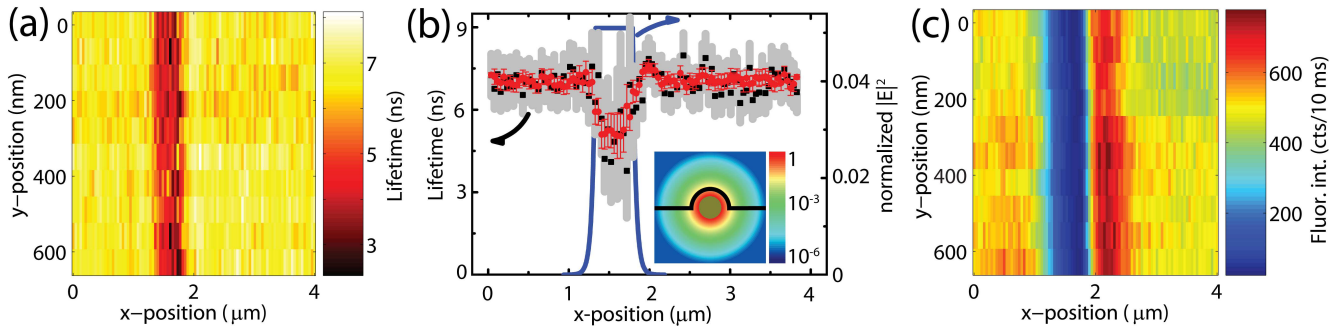 (a)
0
200
400
600
y-position (nm)
0
2
4
x-position (μm)
7
5
3
Lifetime (ns)
(b)
9
6
3
0
Lifetime (ns)
0
1
2
3
4
x-position (μm)
0.04
0.02
0
normalized |E|²
1
10⁻³
10⁻⁶
(c)
0
200
400
600
y-position (nm)
0
2
4
x-position (μm)
600
400
200
Fluor. int. (cts/10 ms)